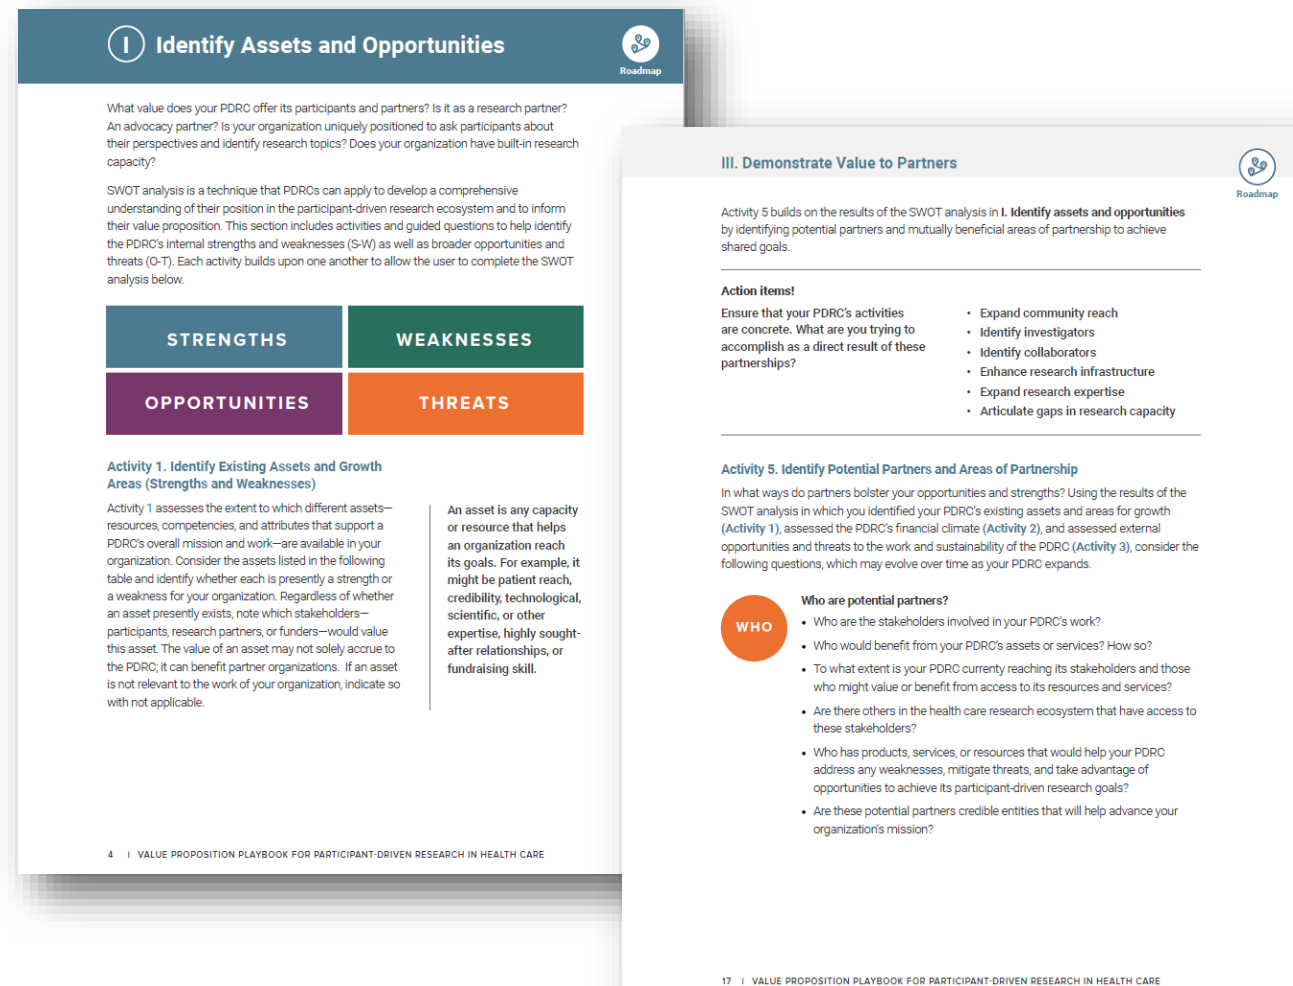 I Identify Assets and Opportunities
Roadmap
What value does your PDRC offer its participants and partners? Is it as a research partner?
An advocacy partner? Is your organization uniquely positioned to ask participants about
their perspectives and identify research topics? Does your organization have built-in research
capacity?
SWOT analysis is a technique that PDRCs can apply to develop a comprehensive
understanding of their position in the participant-driven research ecosystem and to inform
their value proposition. This section includes activities and guided questions to help identify
the PDRC's internal strengths and weaknesses (S-W) as well as broader opportunities and
threats (O-T). Each activity builds upon one another to allow the user to complete the SWOT
analysis below.
STRENGTHS
WEAKNESSES
OPPORTUNITIES
THREATS
Activity 1. Identify Existing Assets and Growth
Areas (Strengths and Weaknesses)
Activity 1 assesses the extent to which different assets—
resources, competencies, and attributes that support a
PDRC's overall mission and work—are available in your
organization. Consider the assets listed in the following
table and identify whether each is presently a strength or
a weakness for your organization. Regardless of whether
an asset presently exists, note which stakeholders—
participants, research partners, or funders—would value
this asset. The value of an asset may not solely accrue to
the PDRC; it can benefit partner organizations. If an asset
is not relevant to the work of your organization, indicate so
with not applicable.
An asset is any capacity
or resource that helps
an organization reach
its goals. For example, it
might be patient reach,
credibility, technological,
scientific, or other
expertise, highly sought-
after relationships, or
fundraising skill.
4 | VALUE PROPOSITION PLAYBOOK FOR PARTICIPANT-DRIVEN RESEARCH IN HEALTH CARE
III. Demonstrate Value to Partners
Roadmap
Activity 5 builds on the results of the SWOT analysis in I. Identify assets and opportunities
by identifying potential partners and mutually beneficial areas of partnership to achieve
shared goals.
Action items!
Ensure that your PDRC's activities
are concrete. What are you trying to
accomplish as a direct result of these
partnerships?
• Expand community reach
• Identify investigators
• Identify collaborators
• Enhance research infrastructure
• Expand research expertise
• Articulate gaps in research capacity
Activity 5. Identify Potential Partners and Areas of Partnership
In what ways do partners bolster your opportunities and strengths? Using the results of the
SWOT analysis in which you identified your PDRC's existing assets and areas for growth
(Activity 1), assessed the PDRC's financial climate (Activity 2), and assessed external
opportunities and threats to the work and sustainability of the PDRC (Activity 3), consider the
following questions, which may evolve over time as your PDRC expands.
WHO
Who are potential partners?
• Who are the stakeholders involved in your PDRC's work?
• Who would benefit from your PDRC's assets or services? How so?
• To what extent is your PDRC currenty reaching its stakeholders and those
who might value or benefit from access to its resources and services?
• Are there others in the health care research ecosystem that have access to
these stakeholders?
• Who has products, services, or resources that would help your PDRC
address any weaknesses, mitigate threats, and take advantage of
opportunities to achieve its participant-driven research goals?
• Are these potential partners credible entities that will help advance your
organization's mission?
17 | VALUE PROPOSITION PLAYBOOK FOR PARTICIPANT-DRIVEN RESEARCH IN HEALTH CARE